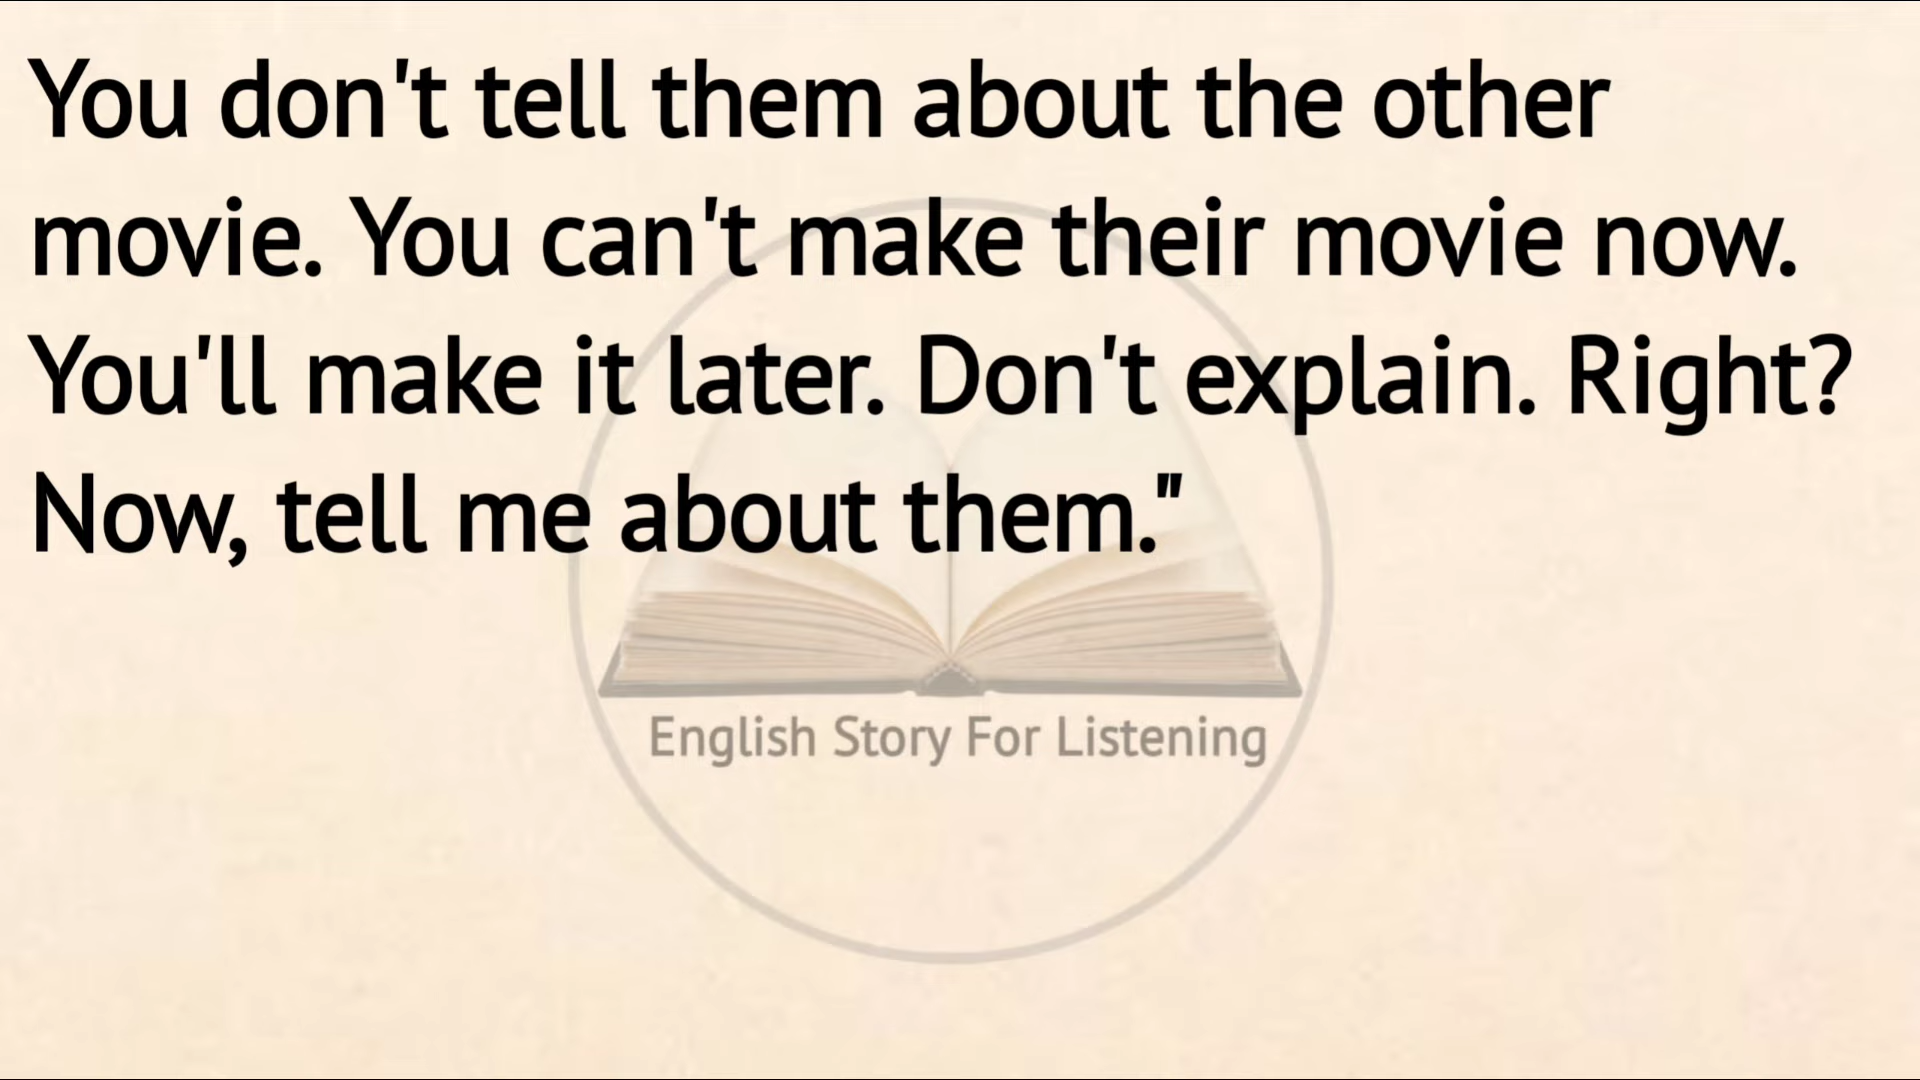 You don't tell them about the other
movie. You can't make their movie now.
You'll make it later. Don't explain. Right?
Now, tell me about them."
English Story For Listening